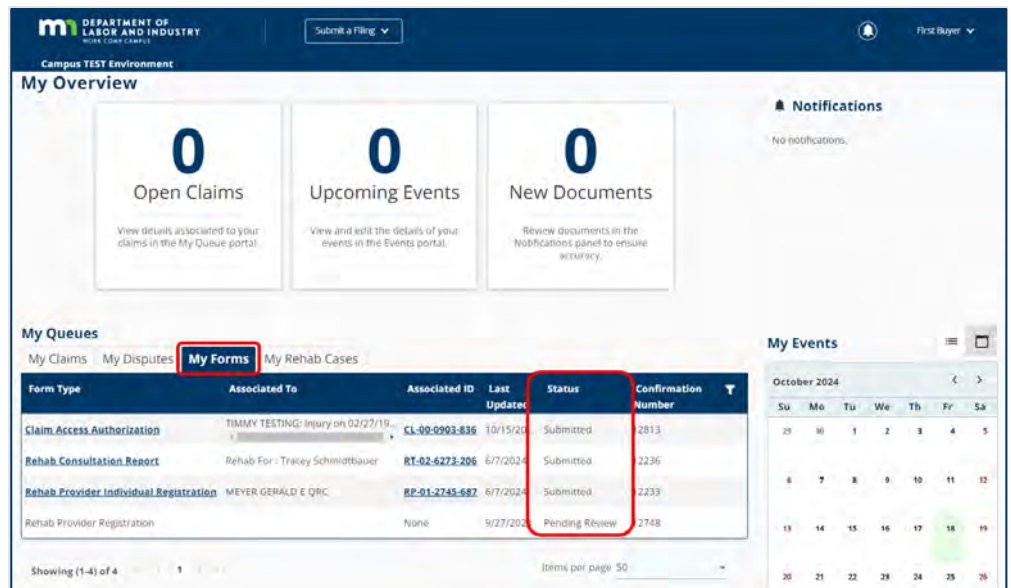 DEPARTMENT OF
LABOR AND INDUSTRY
WORK COMP CAMPUS
Submit a Filing
First Buyer
Campus TEST Environment
My Overview
0
Open Claims
View details associated to your
claims in the My Queue portal.
0
Upcoming Events
View and edit the details of your
events in the Events portal.
0
New Documents
Review documents in the
Notifications panel to ensure
accuracy.
Notifications
No notifications.
My Queues
My Claims My Disputes My Forms My Rehab Cases
Form Type Associated To Associated ID Last Updated Status Confirmation Number
Claim Access Authorization TIMMY TESTING: Injury on 02/27/19... CL-00-0903-836 10/15/20 Submitted 2813
Rehab Consultation Report Rehab For : Tracey Schmidtbauer RT-02-6273-206 6/7/2024 Submitted 2236
Rehab Provider Individual Registration MEYER GERALD E QRC RP-01-2745-687 6/7/2024 Submitted 2233
Rehab Provider Registration None 9/27/202 Pending Review 2748
Showing (1-4) of 4 1
Items per page 50
My Events
October 2024
Su Mo Tu We Th Fr Sa
29 30 1 2 3 4 5
6 7 8 9 10 11 12
13 14 15 16 17 18 19
20 21 22 23 24 25 26